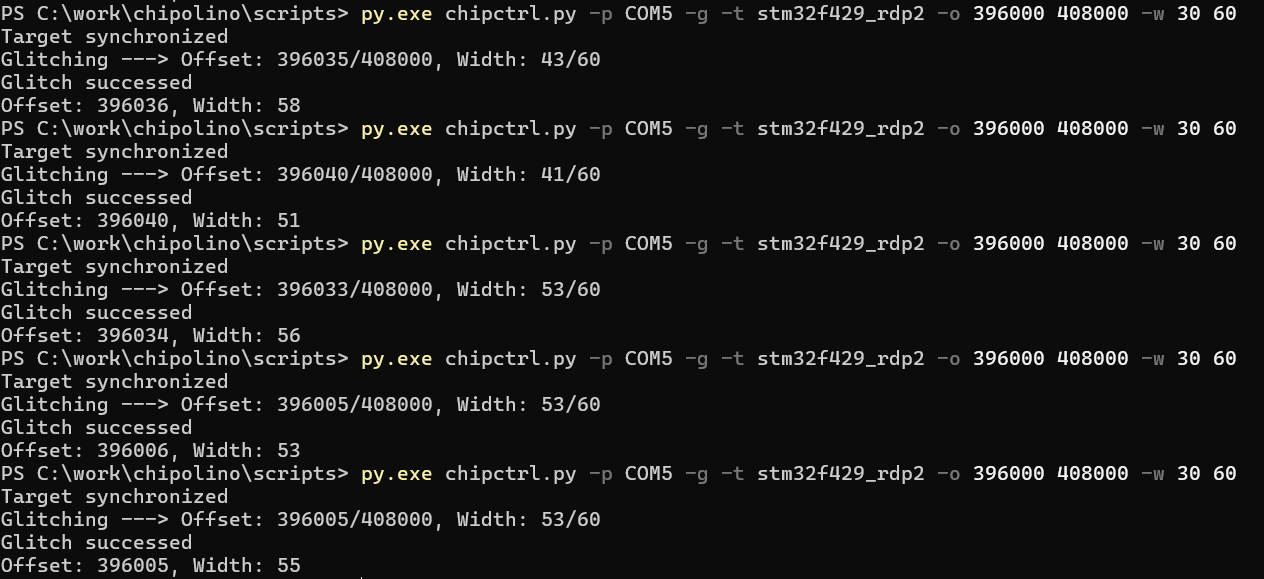 PS C:\work\chipolino\scripts> py.exe chipctrl.py -p COM5 -g -t stm32f429_rdp2 -o 396000 408000 -w 30 60
Target synchronized
Glitching ---> Offset: 396035/408000, Width: 43/60
Glitch successed
Offset: 396036, Width: 58
PS C:\work\chipolino\scripts> py.exe chipctrl.py -p COM5 -g -t stm32f429_rdp2 -o 396000 408000 -w 30 60
Target synchronized
Glitching ---> Offset: 396040/408000, Width: 41/60
Glitch successed
Offset: 396040, Width: 51
PS C:\work\chipolino\scripts> py.exe chipctrl.py -p COM5 -g -t stm32f429_rdp2 -o 396000 408000 -w 30 60
Target synchronized
Glitching ---> Offset: 396033/408000, Width: 53/60
Glitch successed
Offset: 396034, Width: 56
PS C:\work\chipolino\scripts> py.exe chipctrl.py -p COM5 -g -t stm32f429_rdp2 -o 396000 408000 -w 30 60
Target synchronized
Glitching ---> Offset: 396005/408000, Width: 53/60
Glitch successed
Offset: 396006, Width: 53
PS C:\work\chipolino\scripts> py.exe chipctrl.py -p COM5 -g -t stm32f429_rdp2 -o 396000 408000 -w 30 60
Target synchronized
Glitching ---> Offset: 396005/408000, Width: 53/60
Glitch successed
Offset: 396005, Width: 55